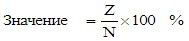 Значение = Z/N × 100 %